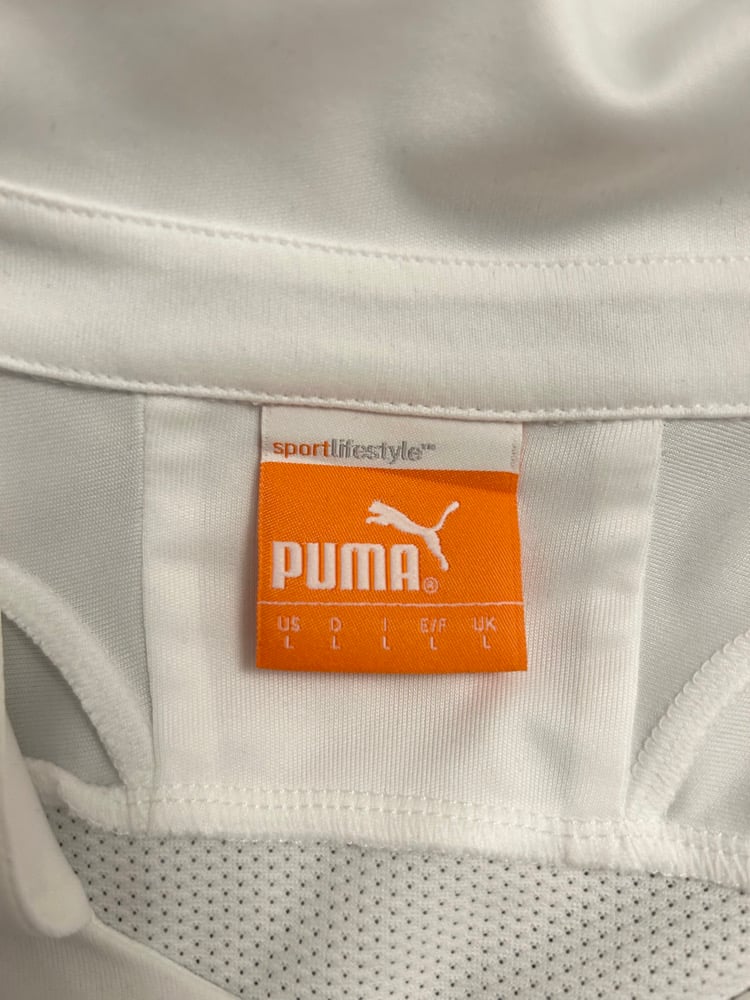 sportlifestyle™
PUMA®
US D I E/F UK
L L L L L